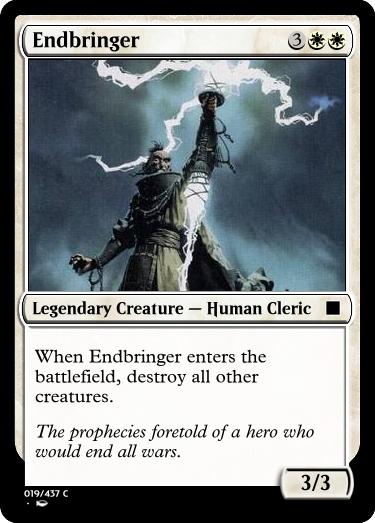 Endbringer 3
Legendary Creature — Human Cleric
When Endbringer enters the
battlefield, destroy all other
creatures.
The prophecies foretold of a hero who
would end all wars.
3/3
019/437 C